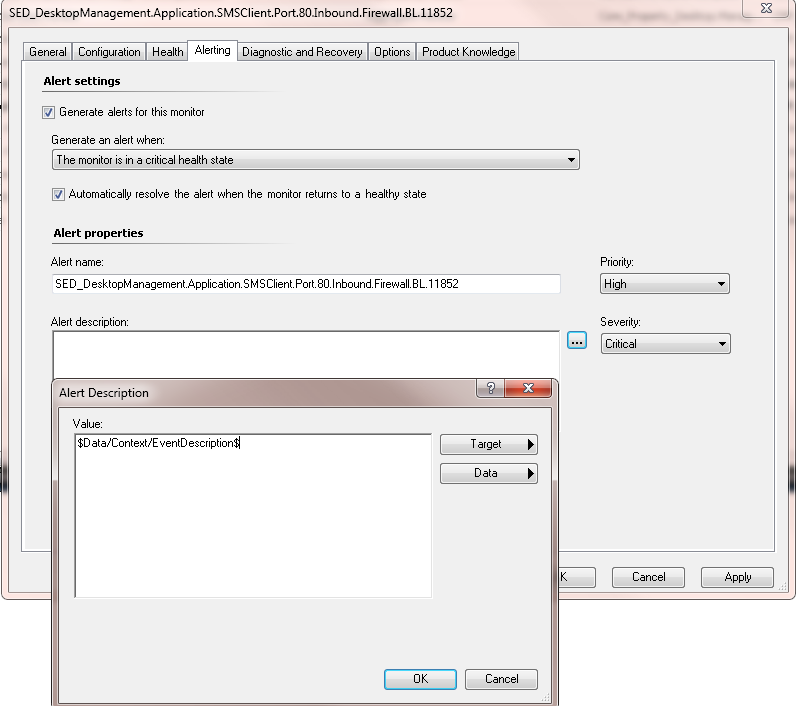 SED_DesktopManagement.Application.SMSClient.Port.80.Inbound.Firewall.BL.11852
General Configuration Health Alerting Diagnostic and Recovery Options Product Knowledge
Alert settings
Generate alerts for this monitor
Generate an alert when:
The monitor is in a critical health state
Automatically resolve the alert when the monitor returns to a healthy state
Alert properties
Alert name:
Priority:
SED_DesktopManagement.Application.SMSClient.Port.80.Inbound.Firewall.BL.11852
High
Alert description:
Severity:
...
Critical
Alert Description
?
Value:
$Data/Context/EventDescription$
Target
Data
K
Cancel
Apply
OK
Cancel